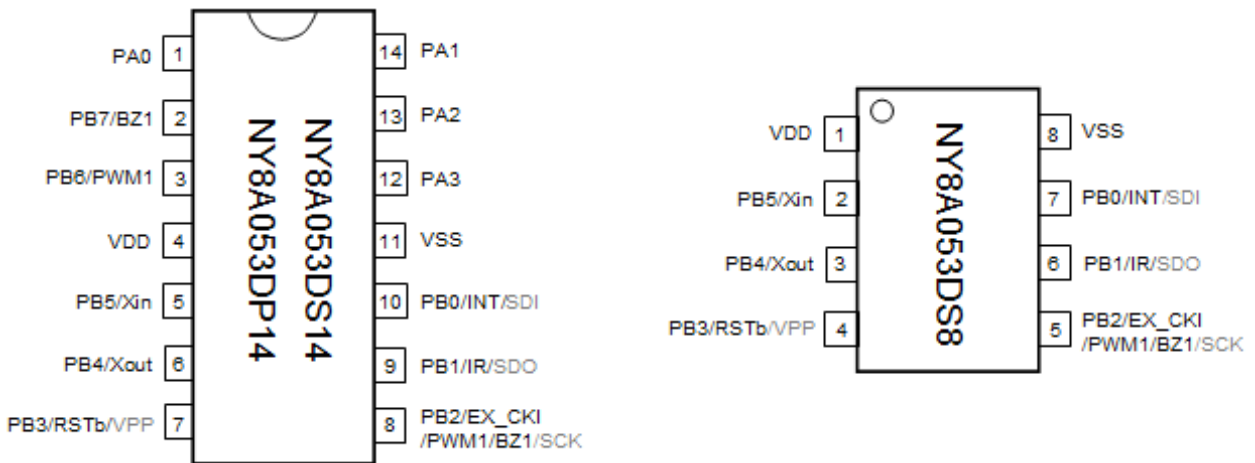 PA0 1
PB7/BZ1 2
PB6/PWM1 3
VDD 4
PB5/Xin 5
PB4/Xout 6
PB3/RSTb/VPP 7
NY8A053DP14
NY8A053DS14
14 PA1
13 PA2
12 PA3
11 VSS
10 PB0/INT/SDI
9 PB1/IR/SDO
8 PB2/EX_CKI
/PWM1/BZ1/SCK
VDD 1
PB5/Xin 2
PB4/Xout 3
PB3/RSTb/VPP 4
NY8A053DS8
8 VSS
7 PB0/INT/SDI
6 PB1/IR/SDO
5 PB2/EX_CKI
/PWM1/BZ1/SCK